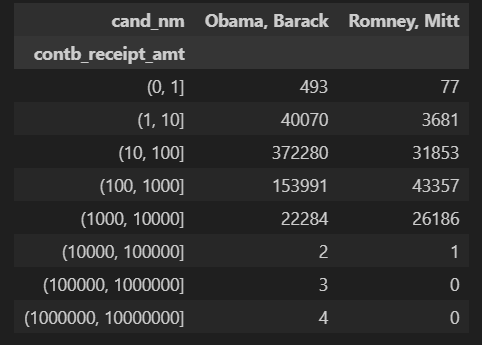 cand_nm Obama, Barack Romney, Mitt
contb_receipt_amt
(0, 1] 493 77
(1, 10] 40070 3681
(10, 100] 372280 31853
(100, 1000] 153991 43357
(1000, 10000] 22284 26186
(10000, 100000] 2 1
(100000, 1000000] 3 0
(1000000, 10000000] 4 0